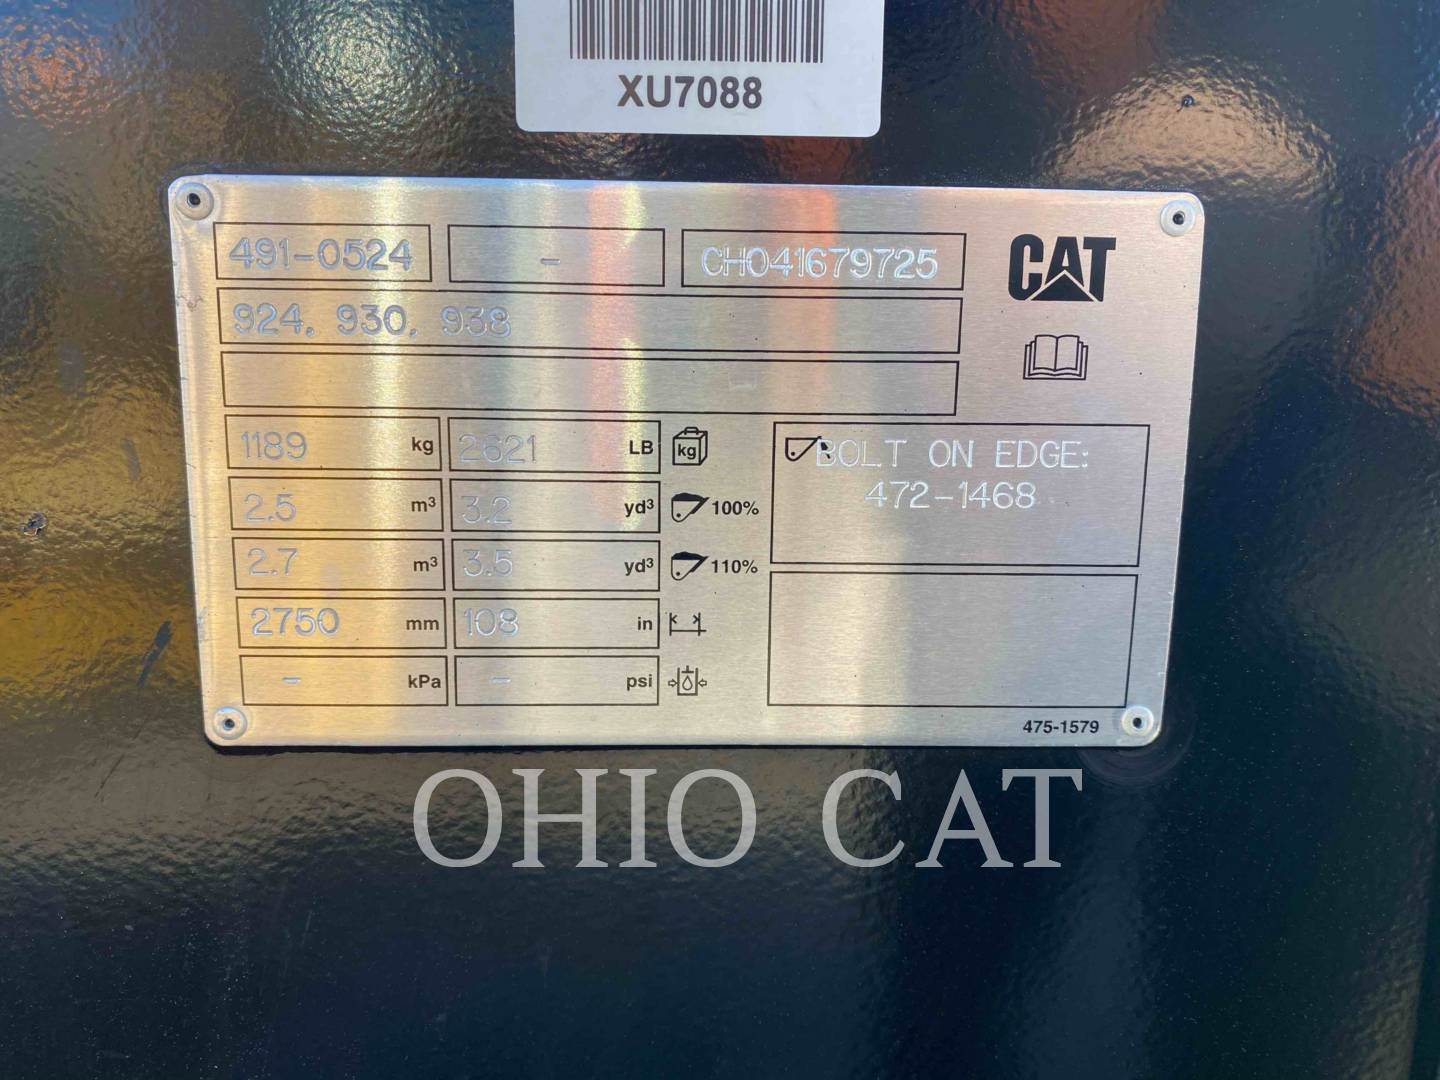 XU7088
491-0524 - CH041679725
CAT
924, 930, 938
1189 kg 2621 LB kg
BOLT ON EDGE:
472-1468
2.5 m³ 3.2 yd³ 100%
2.7 m³ 3.5 yd³ 110%
2750 mm 108 in
- kPa - psi
475-1579
OHIO CAT